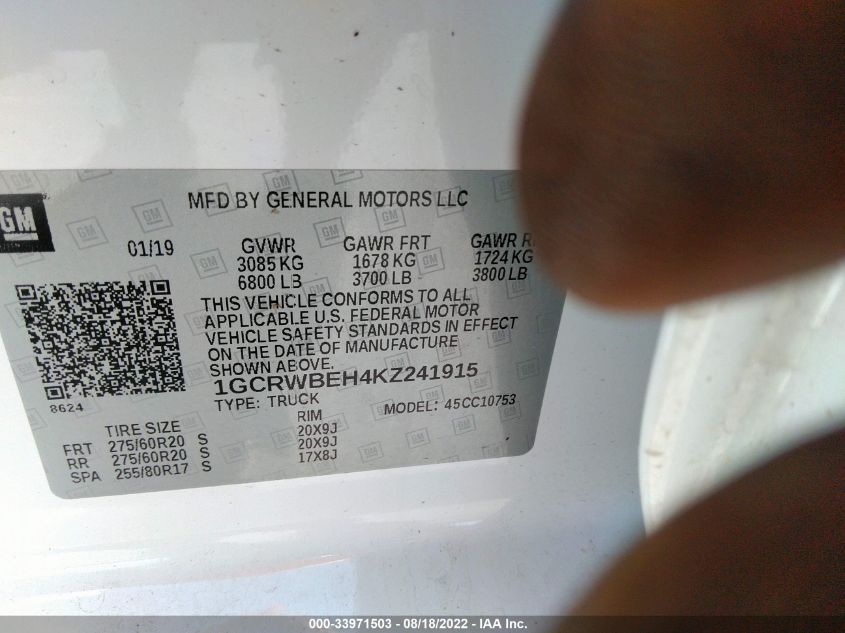 GM
MFD BY GENERAL MOTORS LLC
01/19 GVWR GAWR FRT GAWR
3085 KG 1678 KG 1724 KG
6800 LB 3700 LB 3800 LB
THIS VEHICLE CONFORMS TO ALL
APPLICABLE U.S. FEDERAL MOTOR
VEHICLE SAFETY STANDARDS IN EFFECT
ON THE DATE OF MANUFACTURE
SHOWN ABOVE.
8624
1GCRWBEH4KZ241915
TYPE: TRUCK MODEL: 45CC10753
TIRE SIZE RIM
FRT 275/60R20 S 20X9J
RR 275/60R20 S 20X9J
SPA 255/80R17 S 17X8J
000-33971503 - 08/18/2022 - IAA Inc.